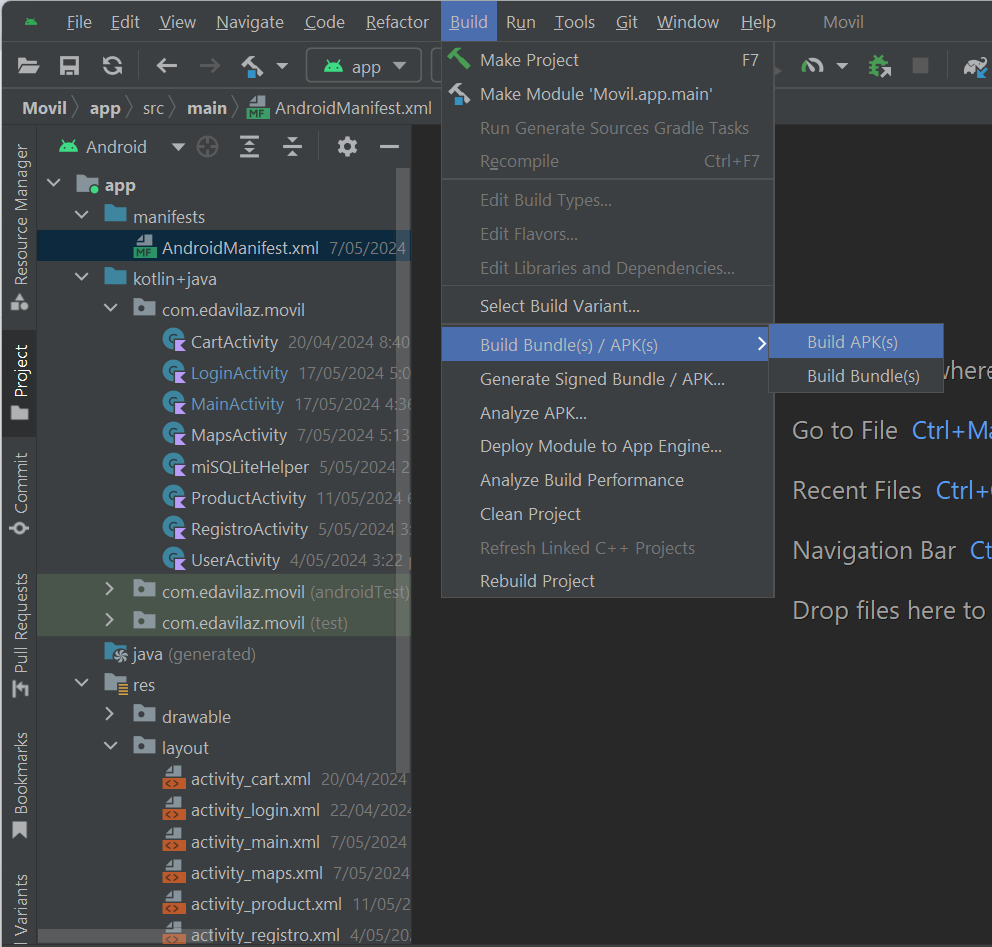 File Edit View Navigate Code Refactor Build Run Tools Git Window Help Movil
app
Movil app src main AndroidManifest.xml
Android
Resource Manager
Project
Commit
Pull Requests
Bookmarks
Variants
app
manifests
AndroidManifest.xml 7/05/2024
kotlin+java
com.edavilaz.movil
CartActivity 20/04/2024 8:40
LoginActivity 17/05/2024 5:0
MainActivity 17/05/2024 4:36
MapsActivity 7/05/2024 5:13
miSQLiteHelper 5/05/2024 2
ProductActivity 11/05/2024 6
RegistroActivity 5/05/2024 3:
UserActivity 4/05/2024 3:22
com.edavilaz.movil (androidTest)
com.edavilaz.movil (test)
java (generated)
res
drawable
layout
activity_cart.xml 20/04/2024
activity_login.xml 22/04/2024
activity_main.xml 7/05/2024
activity_maps.xml 7/05/2024
activity_product.xml 11/05/2
activity_registro.xml 4/05/20
Make Project F7
Make Module 'Movil.app.main'
Run Generate Sources Gradle Tasks
Recompile Ctrl+F7
Edit Build Types...
Edit Flavors...
Edit Libraries and Dependencies...
Select Build Variant...
Build Bundle(s) / APK(s)
Generate Signed Bundle / APK...
Analyze APK...
Deploy Module to App Engine...
Analyze Build Performance
Clean Project
Refresh Linked C++ Projects
Rebuild Project
Build APK(s)
Build Bundle(s)
where
Go to File Ctrl+Ma
Recent Files Ctrl+
Navigation Bar Ct
Drop files here to